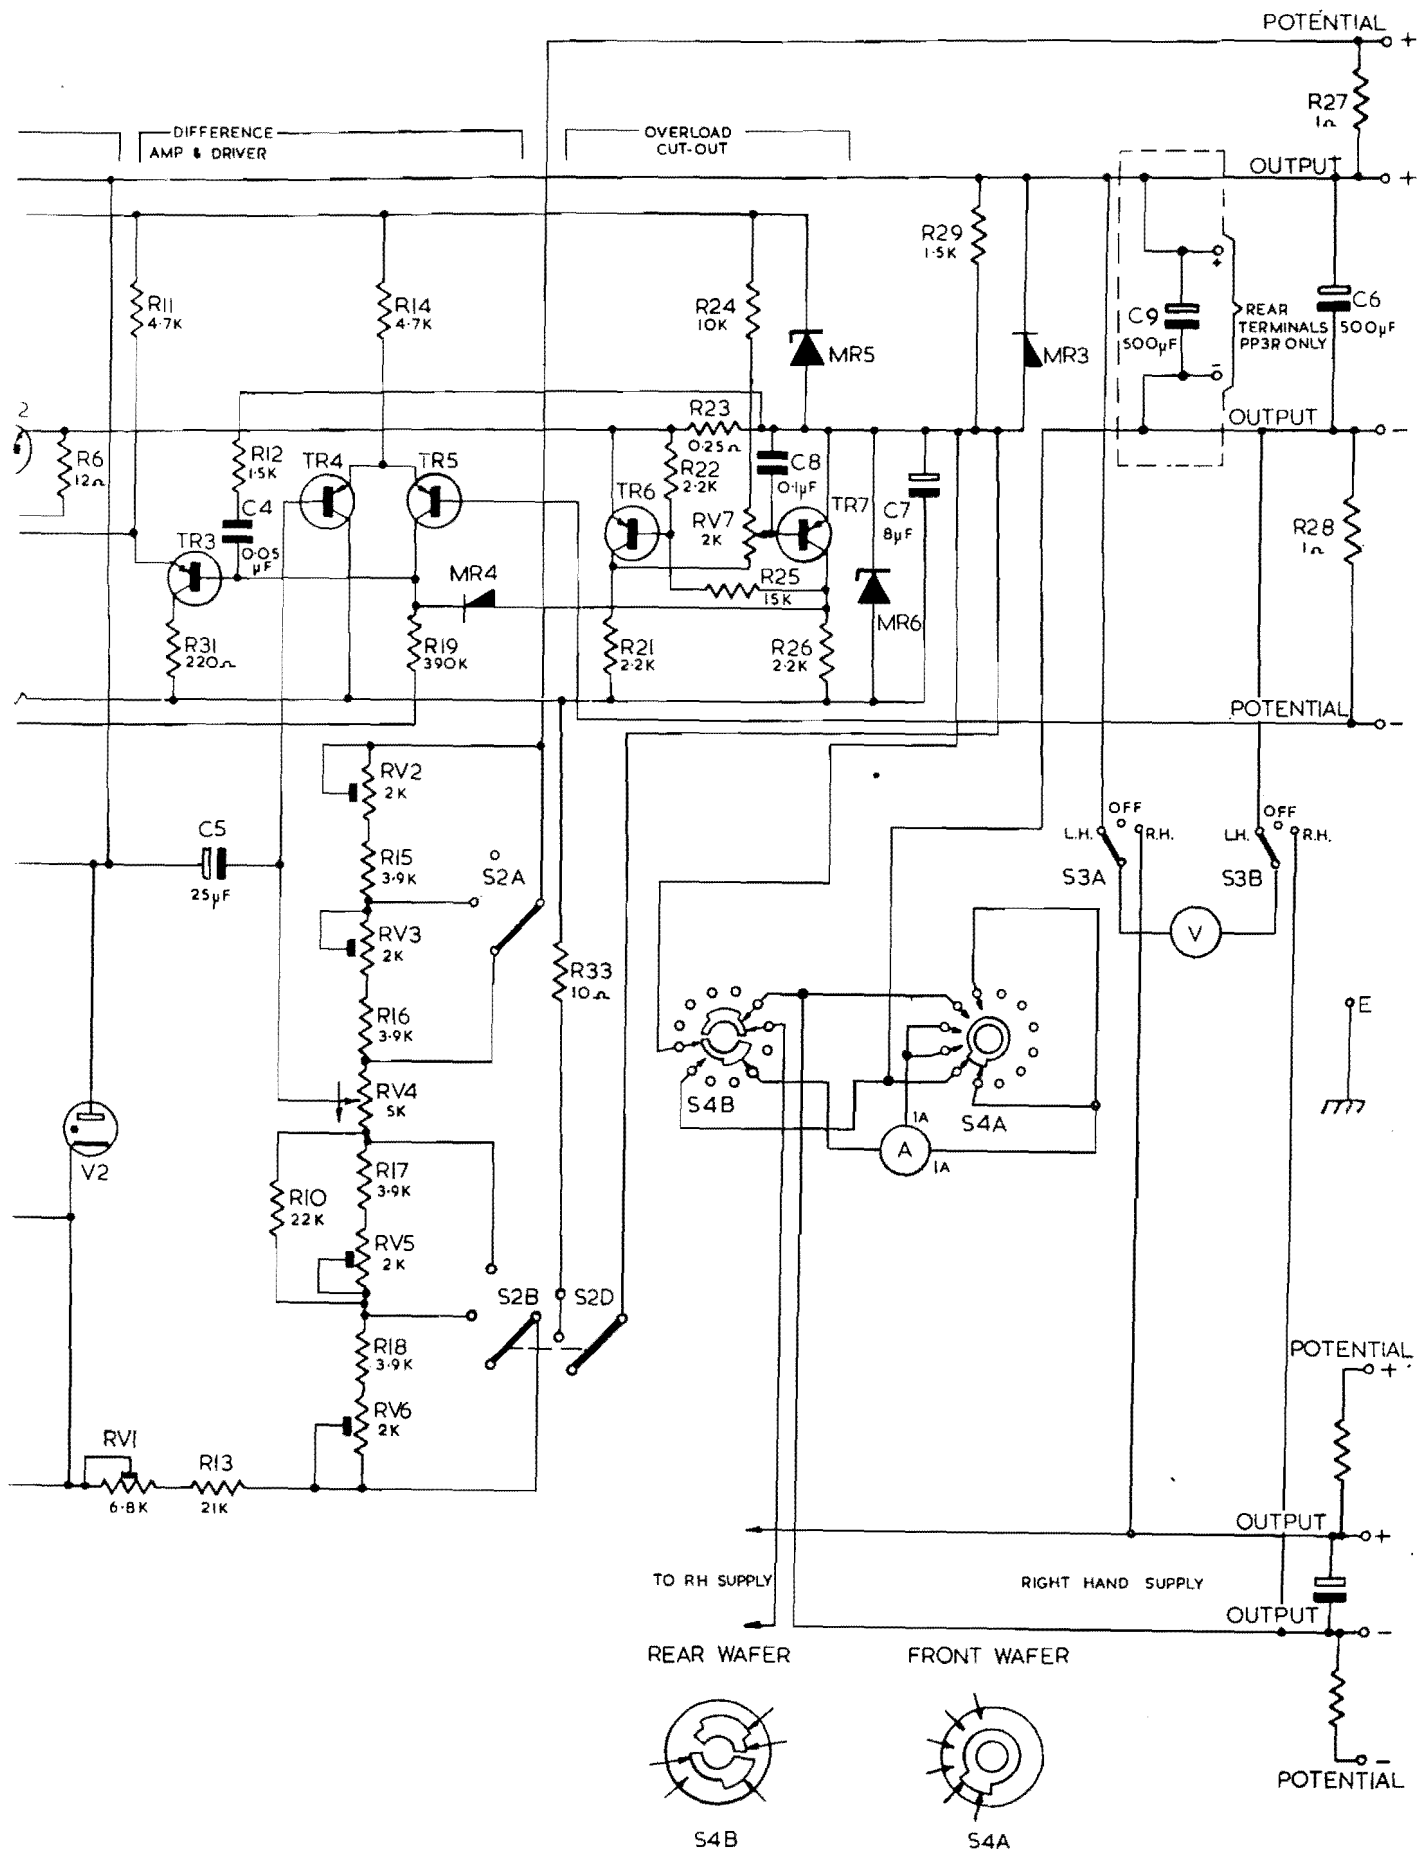 POTENTIAL
+
R27
1Ω
DIFFERENCE
AMP & DRIVER
OVERLOAD
CUT-OUT
OUTPUT
+
R29
1·5K
R11
4·7K
R14
4·7K
R24
10K
MR5
MR3
C9
500µF
+
−
REAR
TERMINALS
PP3R ONLY
C6
500µF
2
OUTPUT
−
R6
12Ω
R12
1·5K
TR4
TR5
R23
0·25Ω
R22
2·2K
C8
0·1µF
TR6
RV7
2K
TR7
C7
8µF
C4
0·05
µF
R28
1Ω
TR3
MR4
R25
15K
MR6
R31
220Ω
R19
390K
R21
2·2K
R26
2·2K
POTENTIAL
−
RV2
2K
C5
25µF
R15
3·9K
S2A
OFF
L.H.
R.H.
S3A
OFF
L.H.
R.H.
S3B
V
RV3
2K
R33
10Ω
R16
3·9K
E
RV4
5K
S4B
1A
S4A
A
1A
V2
R17
3·9K
R10
22K
RV5
2K
S2B
S2D
R18
3·9K
POTENTIAL
+
RV6
2K
RV1
6·8K
R13
21K
OUTPUT
+
TO RH SUPPLY
RIGHT HAND SUPPLY
OUTPUT
−
REAR WAFER
FRONT WAFER
−
POTENTIAL
S4B
S4A